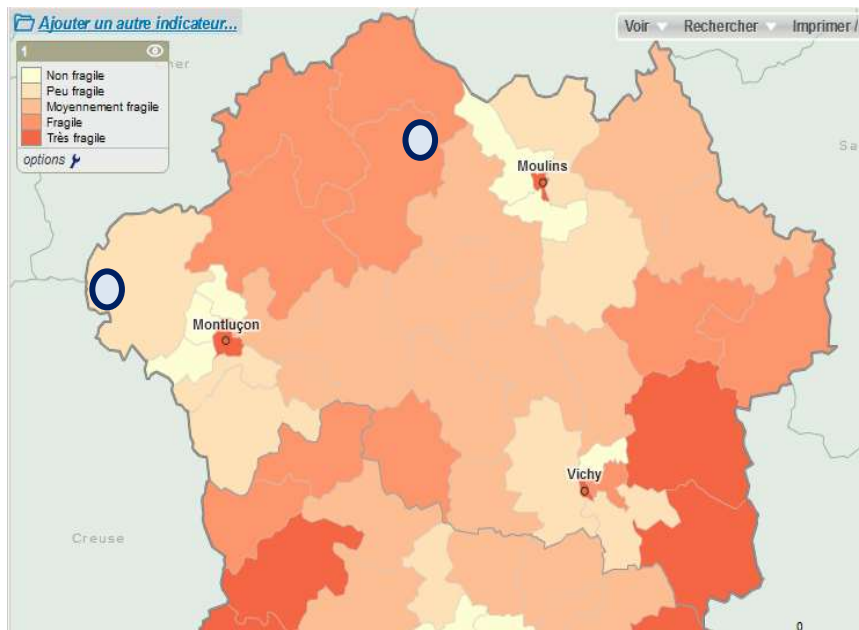 Ajouter un autre indicateur...
Voir Rechercher Imprimer /
1
Non fragile
Peu fragile
Moyennement fragile
Fragile
Très fragile
options
Moulins
Montluçon
Vichy
Creuse
0